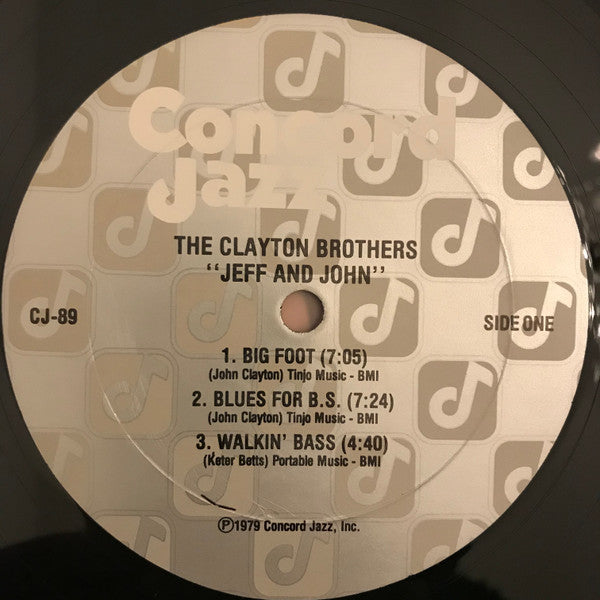 Concord
Jazz
THE CLAYTON BROTHERS
"JEFF AND JOHN"
CJ-89
SIDE ONE
1. BIG FOOT (7:05)
(John Clayton) Tinjo Music - BMI
2. BLUES FOR B.S. (7:24)
(John Clayton) Tinjo Music - BMI
3. WALKIN' BASS (4:40)
(Keter Betts) Portable Music - BMI
℗1979 Concord Jazz, Inc.